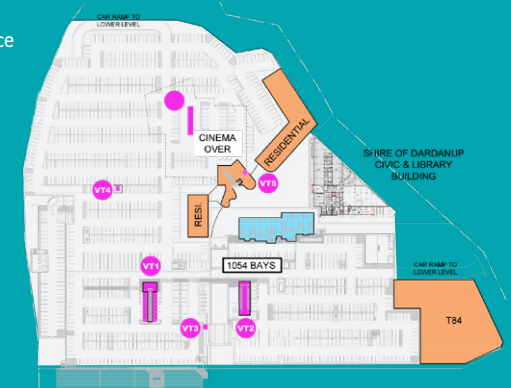 CAR RAMP TO
LOWER LEVEL
ce
CINEMA
OVER
RESIDENTIAL
SHIRE OF DARDANUP
CIVIC & LIBRARY
BUILDING
VT4
VT5
RESI.
VT1
1054 BAYS
CAR RAMP TO
LOWER LEVEL
T84
VT3
VT2